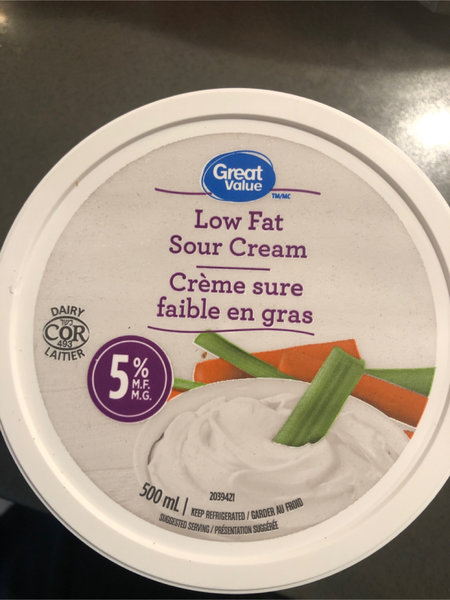 Great
Value
TM/MC
Low Fat
Sour Cream
Crème sure
faible en gras
DAIRY
כשר
COR
493
LAITIER
5%
M.F.
M.G.
500 mL
2039421
KEEP REFRIGERATED / GARDER AU FROID
SUGGESTED SERVING / PRÉSENTATION SUGGÉRÉE